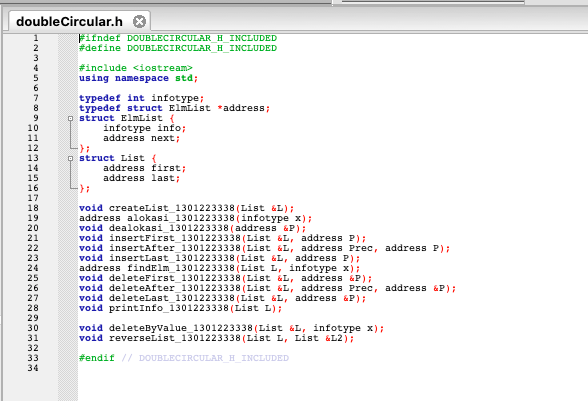 doubleCircular.h
1 #ifndef DOUBLECIRCULAR_H_INCLUDED
2 #define DOUBLECIRCULAR_H_INCLUDED
3
4 #include <iostream>
5 using namespace std;
6
7 typedef int infotype;
8 typedef struct ElmList *address;
9 struct ElmList {
10     infotype info;
11     address next;
12 };
13 struct List {
14     address first;
15     address last;
16 };
17
18 void createList_1301223338(List &L);
19 address alokasi_1301223338(infotype x);
20 void dealokasi_1301223338(address &P);
21 void insertFirst_1301223338(List &L, address P);
22 void insertAfter_1301223338(List &L, address Prec, address P);
23 void insertLast_1301223338(List &L, address P);
24 address findElm_1301223338(List L, infotype x);
25 void deleteFirst_1301223338(List &L, address &P);
26 void deleteAfter_1301223338(List &L, address Prec, address &P);
27 void deleteLast_1301223338(List &L, address &P);
28 void printInfo_1301223338(List L);
29
30 void deleteByValue_1301223338(List &L, infotype x);
31 void reverseList_1301223338(List L, List &L2);
32
33 #endif // DOUBLECIRCULAR_H_INCLUDED
34